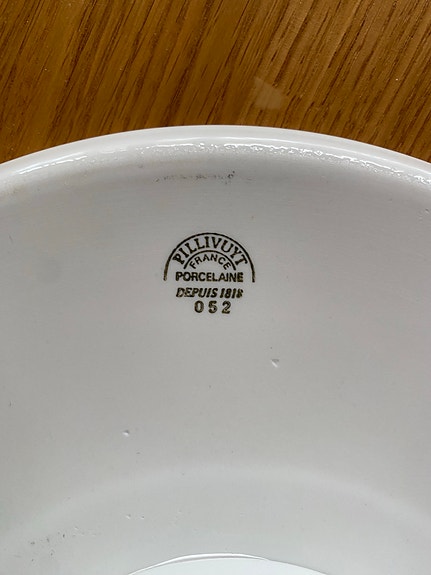 PILLIVUYT
FRANCE
PORCELAINE
DEPUIS 1818
052